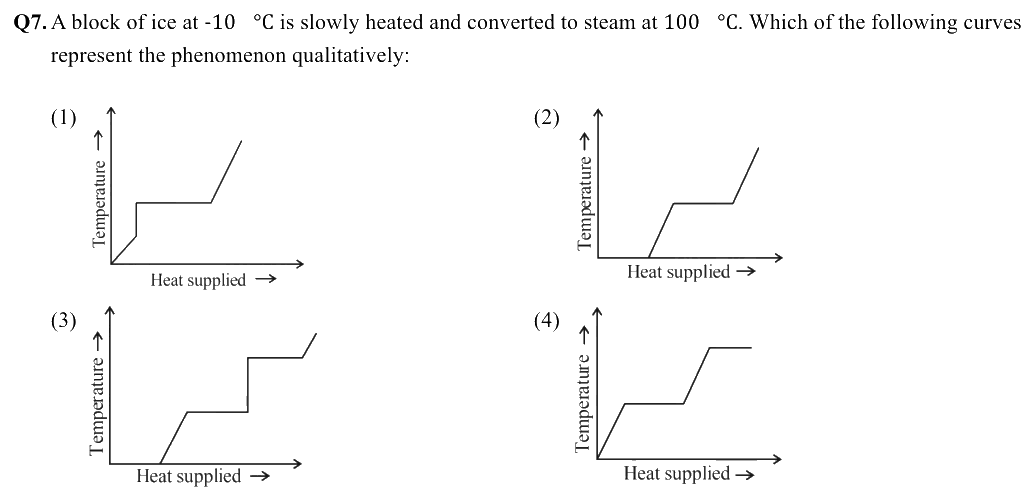 Q7. A block of ice at -10 °C is slowly heated and converted to steam at 100 °C. Which of the following curves
represent the phenomenon qualitatively:
(1)
Temperature →
Heat supplied →
(2)
Temperature →
Heat supplied →
(3)
Temperature →
Heat supplied →
(4)
Temperature →
Heat supplied →